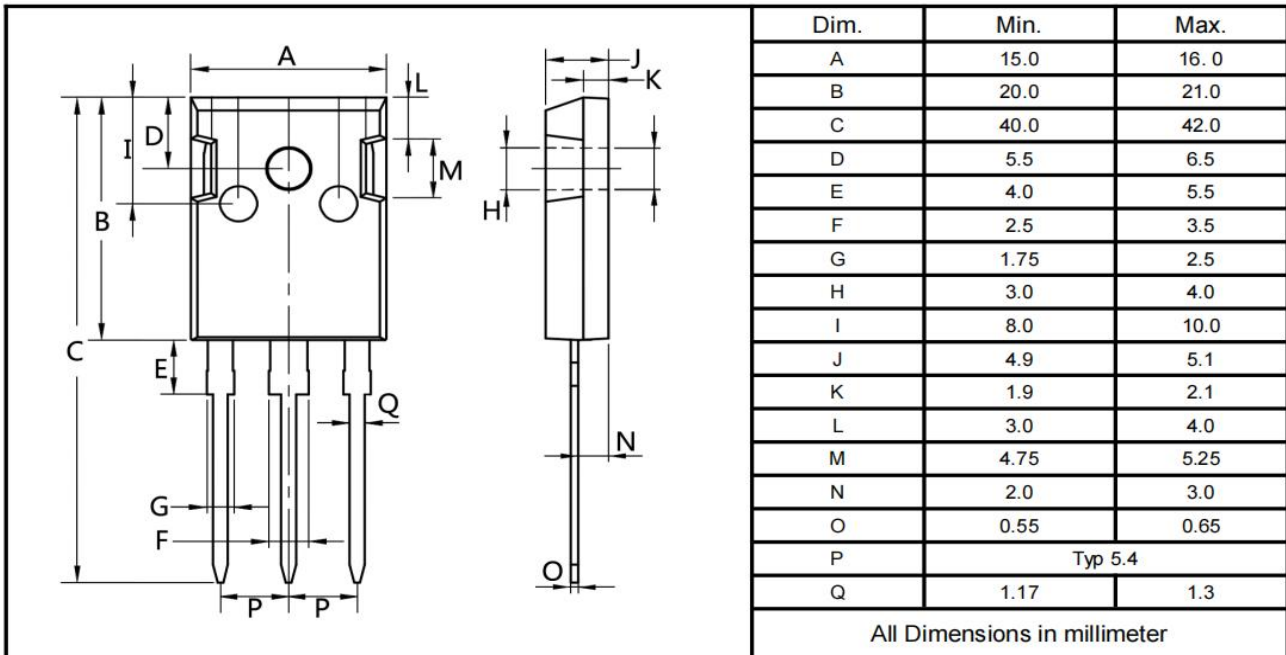 A
L
D
I
M
B
C
E
Q
G
F
P P
J
K
H
N
O
Dim. Min. Max.
A 15.0 16. 0
B 20.0 21.0
C 40.0 42.0
D 5.5 6.5
E 4.0 5.5
F 2.5 3.5
G 1.75 2.5
H 3.0 4.0
I 8.0 10.0
J 4.9 5.1
K 1.9 2.1
L 3.0 4.0
M 4.75 5.25
N 2.0 3.0
O 0.55 0.65
P Typ 5.4
Q 1.17 1.3
All Dimensions in millimeter